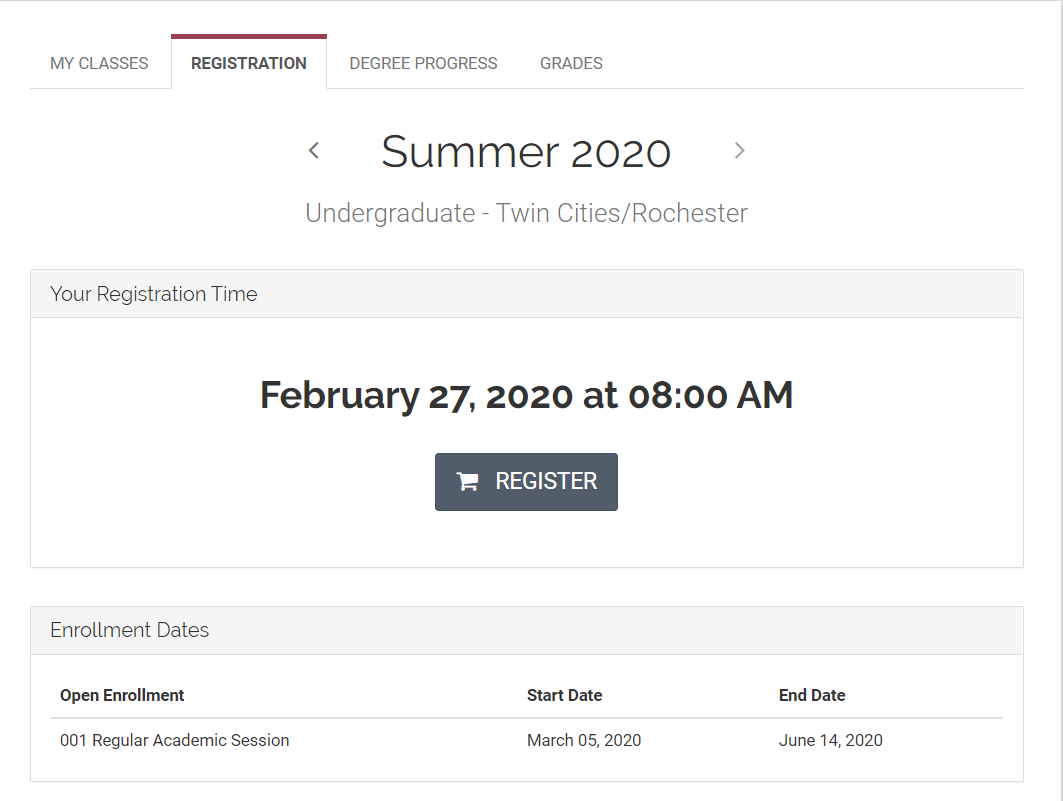 MY CLASSES REGISTRATION DEGREE PROGRESS GRADES
Summer 2020
Undergraduate - Twin Cities/Rochester
Your Registration Time
February 27, 2020 at 08:00 AM
REGISTER
Enrollment Dates
Open Enrollment Start Date End Date
001 Regular Academic Session March 05, 2020 June 14, 2020